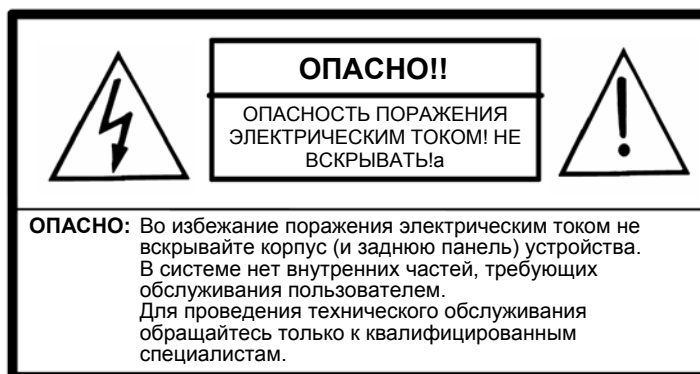 ОПАСНО!!
ОПАСНОСТЬ ПОРАЖЕНИЯ
ЭЛЕКТРИЧЕСКИМ ТОКОМ! НЕ
ВСКРЫВАТЬ!а
ОПАСНО: Во избежание поражения электрическим током не
вскрывайте корпус (и заднюю панель) устройства.
В системе нет внутренних частей, требующих
обслуживания пользователем.
Для проведения технического обслуживания
обращайтесь только к квалифицированным
специалистам.